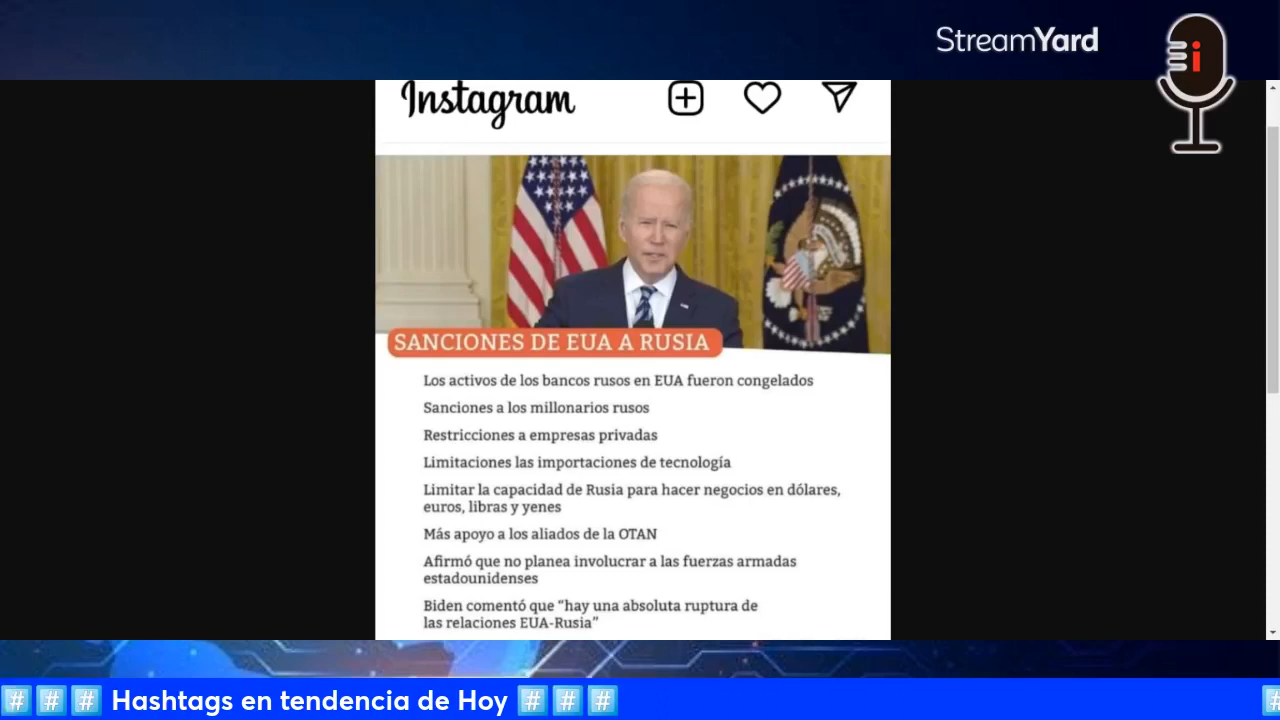 StreamYard
i
Instagram
SANCIONES DE EUA A RUSIA
Los activos de los bancos rusos en EUA fueron congelados
Sanciones a los millonarios rusos
Restricciones a empresas privadas
Limitaciones las importaciones de tecnología
Limitar la capacidad de Rusia para hacer negocios en dólares,
euros, libras y yenes
Más apoyo a los aliados de la OTAN
Afirmó que no planea involucrar a las fuerzas armadas
estadounidenses
Biden comentó que “hay una absoluta ruptura de
las relaciones EUA-Rusia”
# # # Hashtags en tendencia de Hoy # # # #